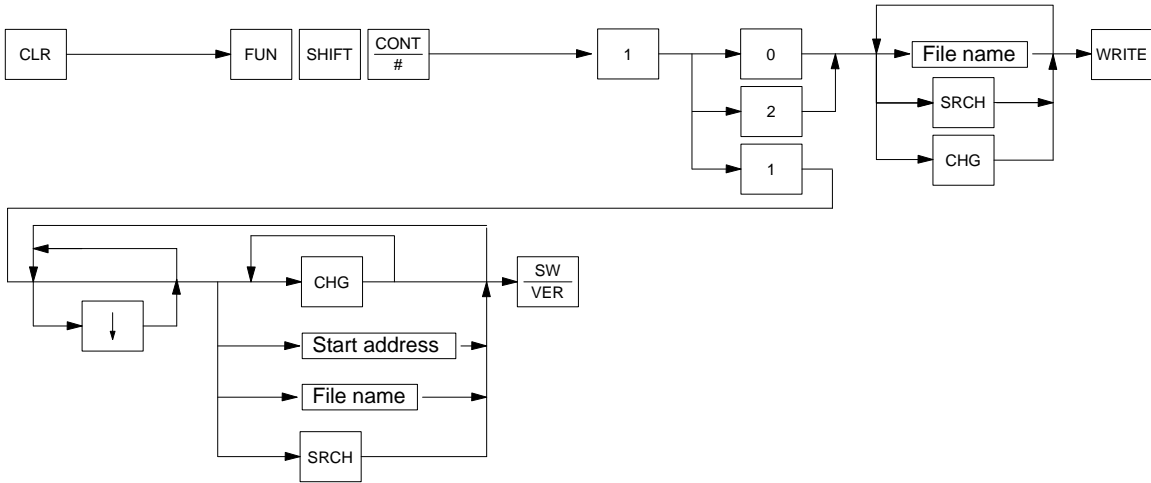 CLR
FUN
SHIFT
CONT
#
1
0
File name
WRITE
2
SRCH
1
CHG
CHG
SW
VER
Start address
File name
SRCH